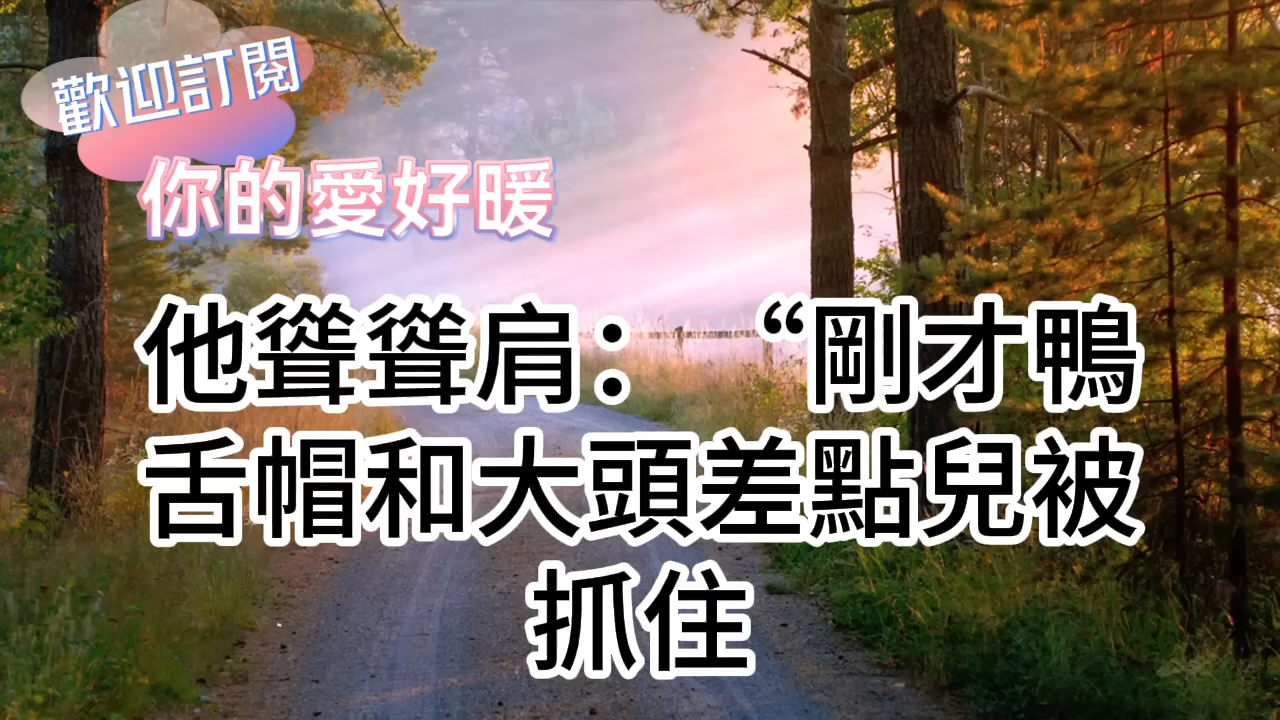 歡迎訂閱
你的愛好暖
他聳聳肩：“剛才鴨
舌帽和大頭差點兒被
抓住